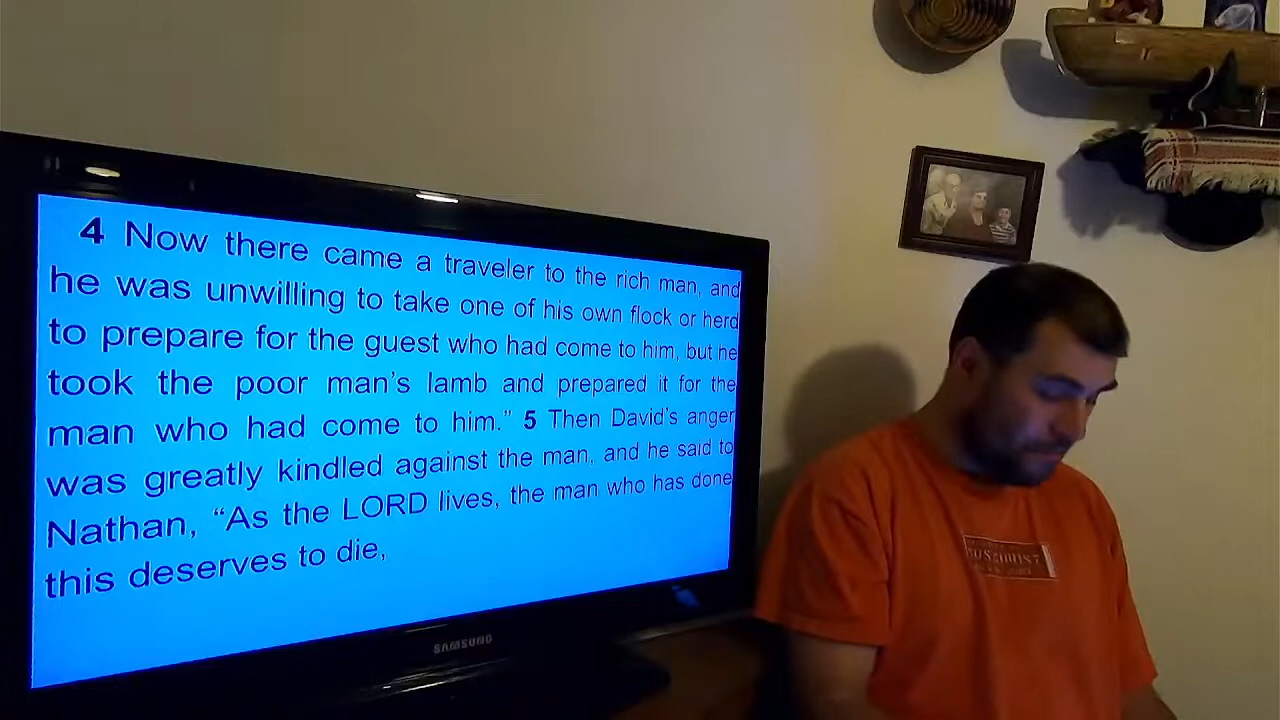 4 Now there came a traveler to the rich man, and
he was unwilling to take one of his own flock or herd
to prepare for the guest who had come to him, but he
took the poor man’s lamb and prepared it for the
man who had come to him.” 5 Then David’s anger
was greatly kindled against the man, and he said to
Nathan, “As the LORD lives, the man who has done
this deserves to die,
SAMSUNG